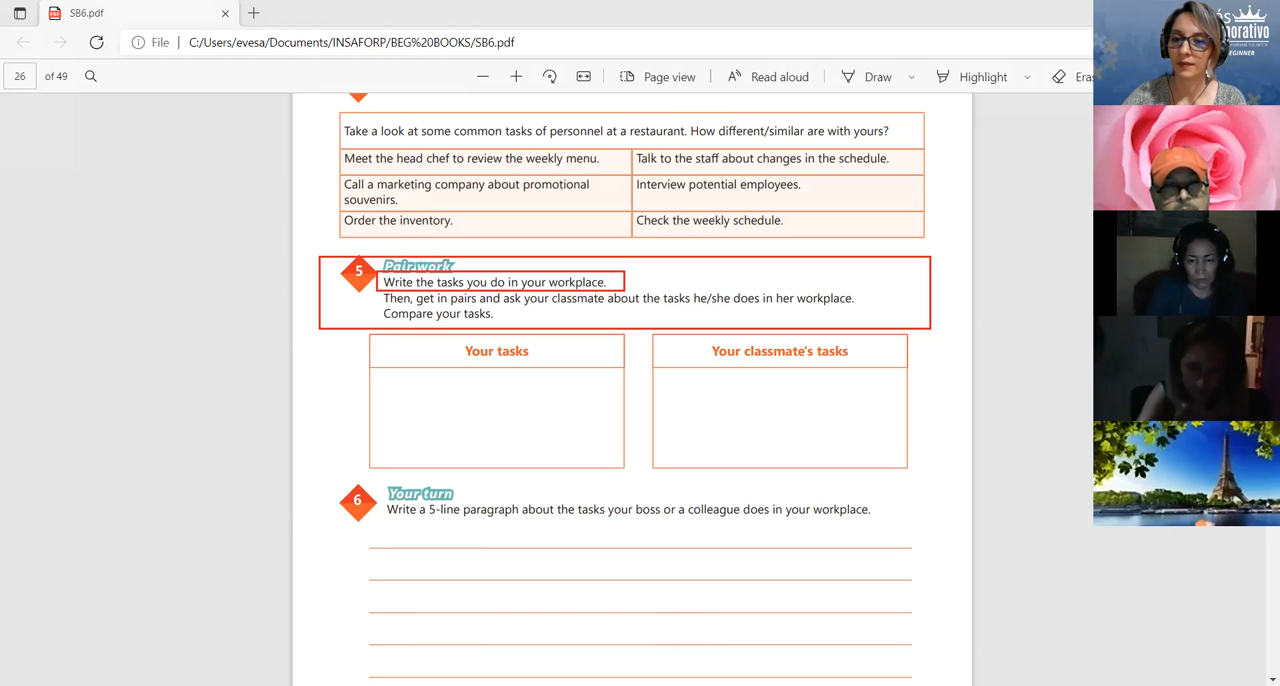 SB6.pdf
File
C:/Users/evesa/Documents/INSAFORP/BEG%20BOOKS/SB6.pdf
26 of 49
Page view
Read aloud
Draw
Highlight
Take a look at some common tasks of personnel at a restaurant. How different/similar are with yours?
Meet the head chef to review the weekly menu.
Talk to the staff about changes in the schedule.
Call a marketing company about promotional
souvenirs.
Interview potential employees.
Order the inventory.
Check the weekly schedule.
5
Pair work
Write the tasks you do in your workplace.
Then, get in pairs and ask your classmate about the tasks he/she does in her workplace.
Compare your tasks.
Your tasks
Your classmate's tasks
6
Your turn
Write a 5-line paragraph about the tasks your boss or a colleague does in your workplace.